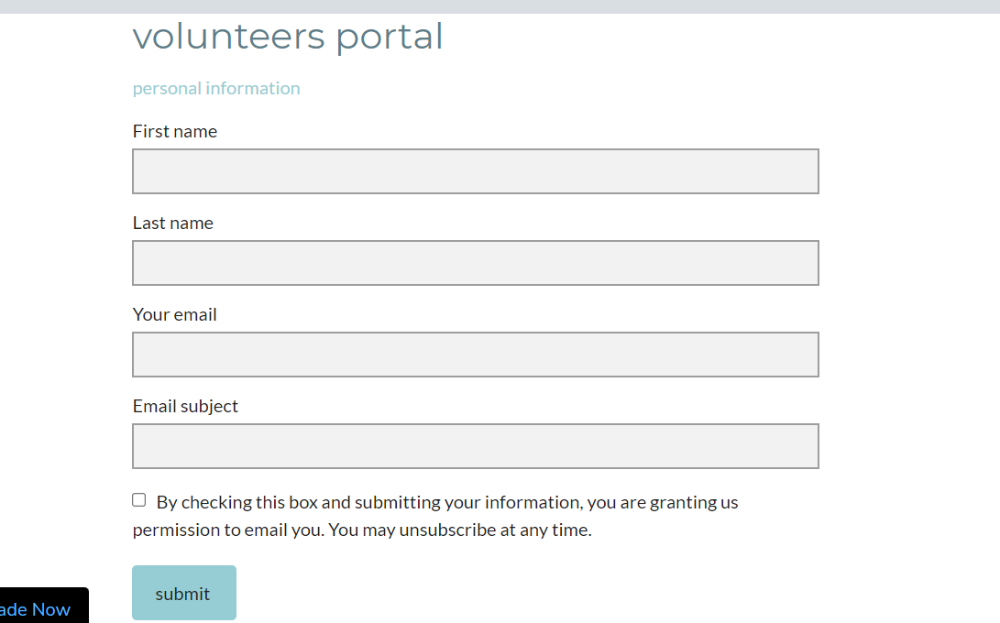 volunteers portal
personal information
First name
Last name
Your email
Email subject
By checking this box and submitting your information, you are granting us
permission to email you. You may unsubscribe at any time.
submit
ade Now